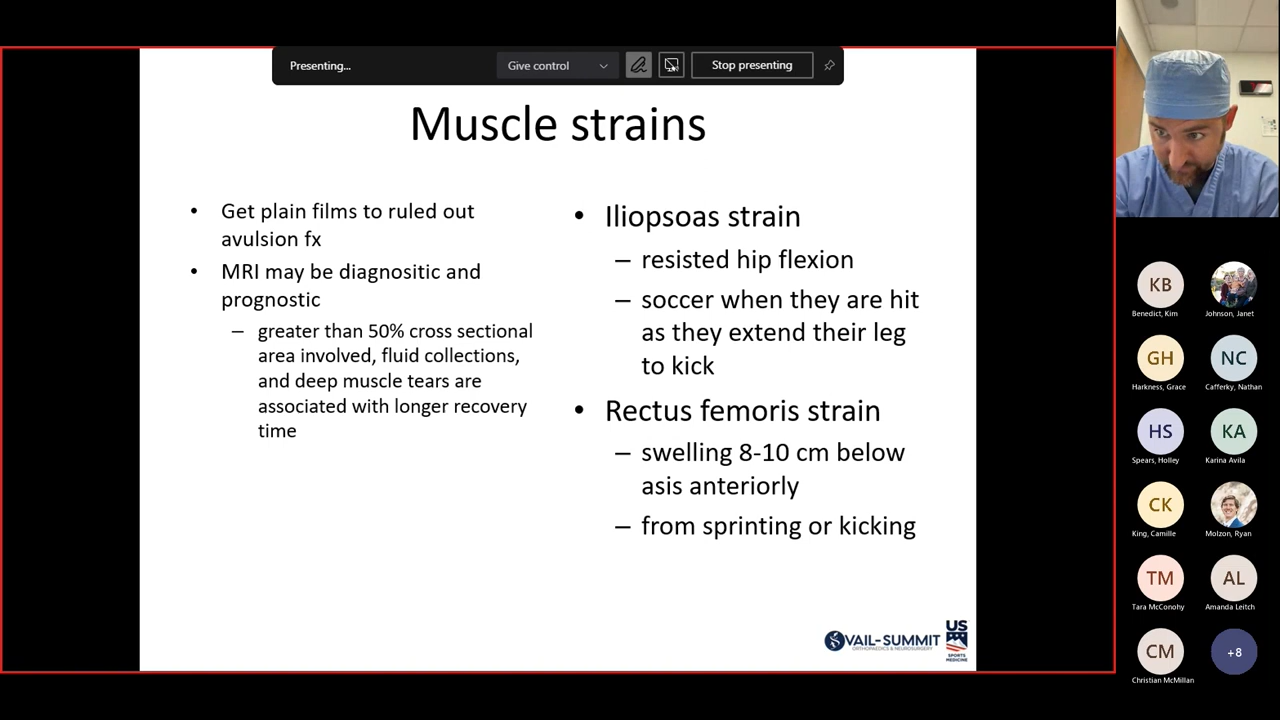 Presenting...
Give control
Stop presenting
Muscle strains
• Get plain films to ruled out
avulsion fx
• MRI may be diagnositic and
prognostic
– greater than 50% cross sectional
area involved, fluid collections,
and deep muscle tears are
associated with longer recovery
time
• Iliopsoas strain
– resisted hip flexion
– soccer when they are hit
as they extend their leg
to kick
• Rectus femoris strain
– swelling 8-10 cm below
asis anteriorly
– from sprinting or kicking
VAIL-SUMMIT
ORTHOPAEDICS & NEUROSURGERY
US
SPORTS
MEDICINE
KB
Benedict, Kim
Johnson, Janet
GH
Harkness, Grace
NC
Cafferky, Nathan
HS
Spears, Holley
KA
Karina Avila
CK
King, Camille
Molzon, Ryan
TM
Tara McConohy
AL
Amanda Leitch
CM
Christian McMillan
+8